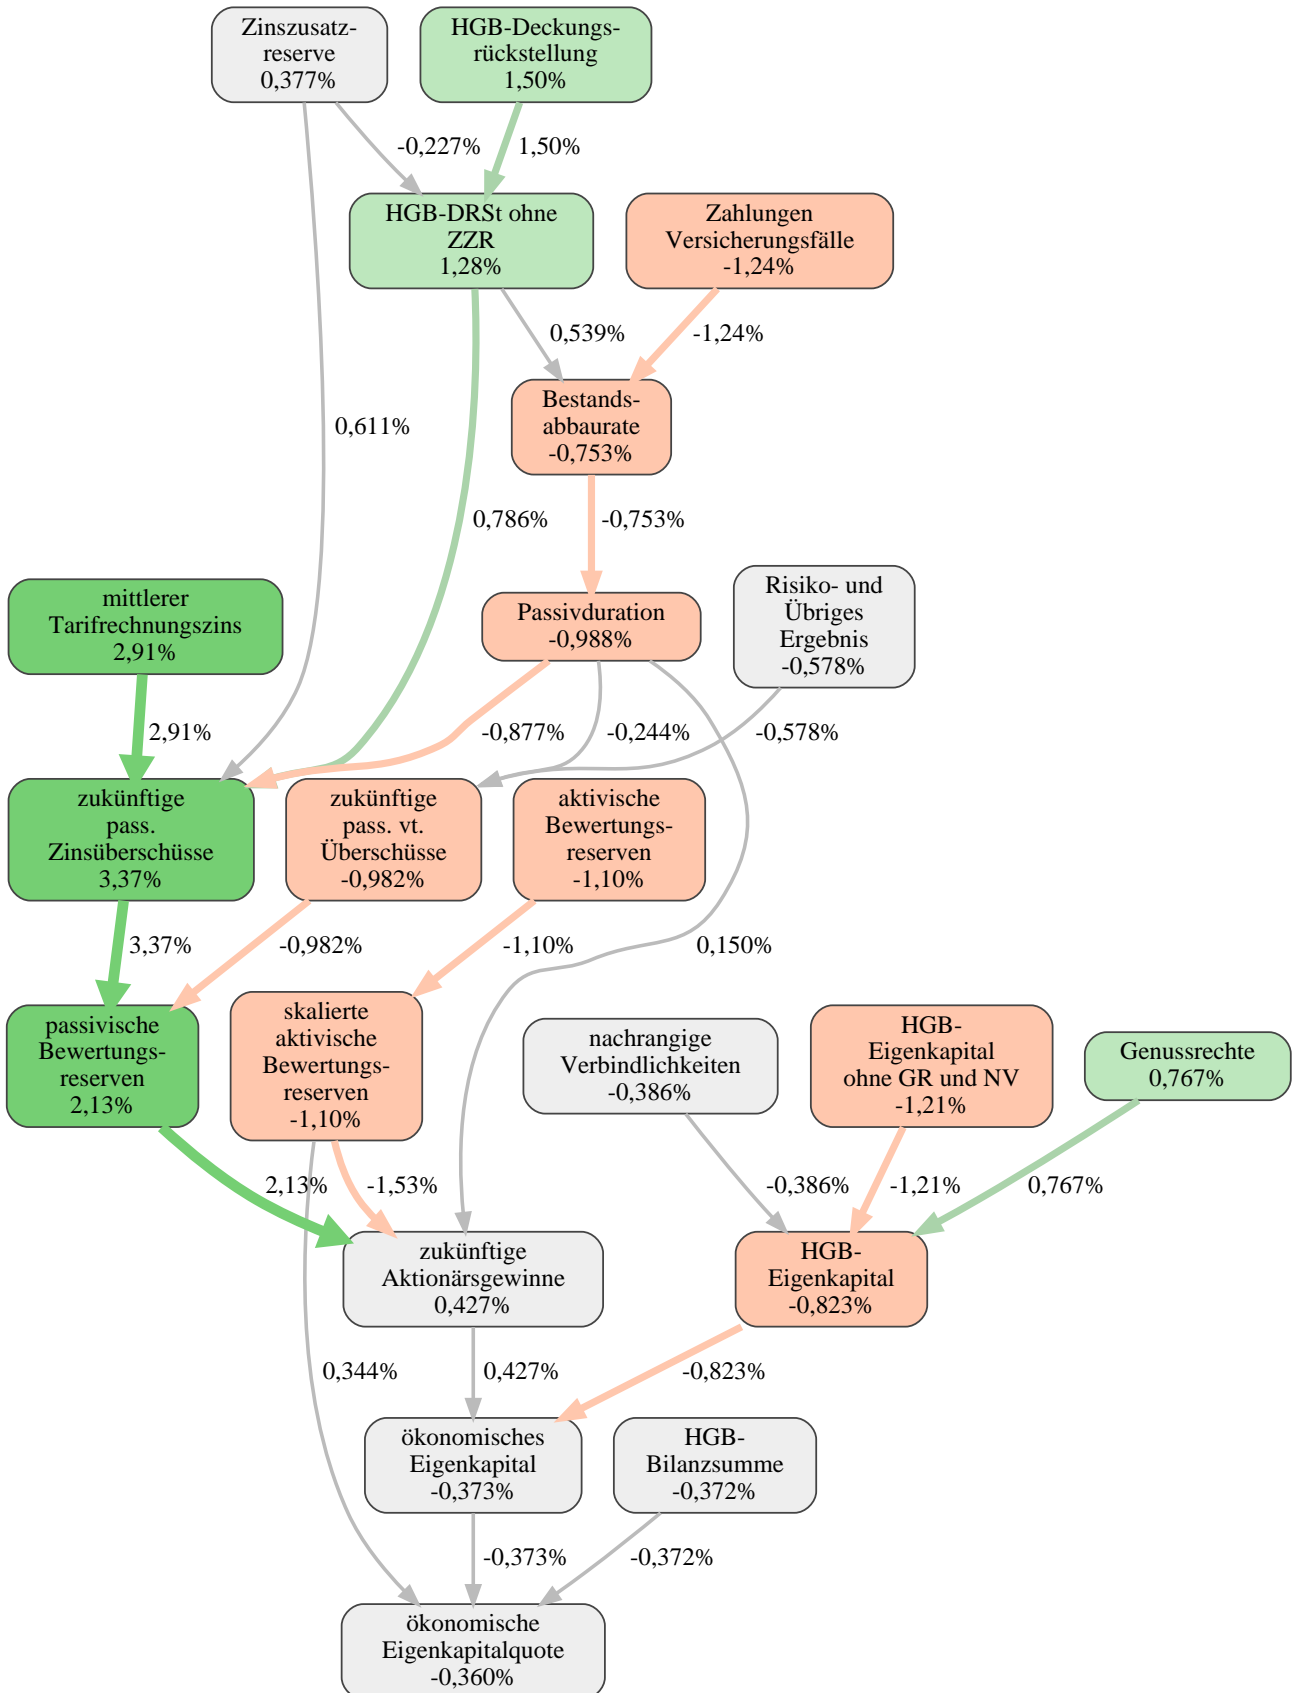 Zinszusatz-
reserve
0,377%
HGB-Deckungs-
rückstellung
1,50%
-0,227%
1,50%
HGB-DRSt ohne
ZZR
1,28%
Zahlungen
Versicherungsfälle
-1,24%
0,539%
-1,24%
Bestands-
abbaurate
-0,753%
0,611%
0,786%
-0,753%
mittlerer
Tarifrechnungszins
2,91%
Passivduration
-0,988%
Risiko- und
Übriges
Ergebnis
-0,578%
2,91%
-0,877%
-0,244%
-0,578%
zukünftige
pass.
Zinsüberschüsse
3,37%
zukünftige
pass. vt.
Überschüsse
-0,982%
aktivische
Bewertungs-
reserven
-1,10%
3,37%
-0,982%
-1,10%
0,150%
passivische
Bewertungs-
reserven
2,13%
skalierte
aktivische
Bewertungs-
reserven
-1,10%
nachrangige
Verbindlichkeiten
-0,386%
HGB-
Eigenkapital
ohne GR und NV
-1,21%
Genussrechte
0,767%
2,13%
-1,53%
-0,386%
-1,21%
0,767%
zukünftige
Aktionärsgewinne
0,427%
HGB-
Eigenkapital
-0,823%
0,344%
0,427%
-0,823%
ökonomisches
Eigenkapital
-0,373%
HGB-
Bilanzsumme
-0,372%
-0,373%
-0,372%
ökonomische
Eigenkapitalquote
-0,360%